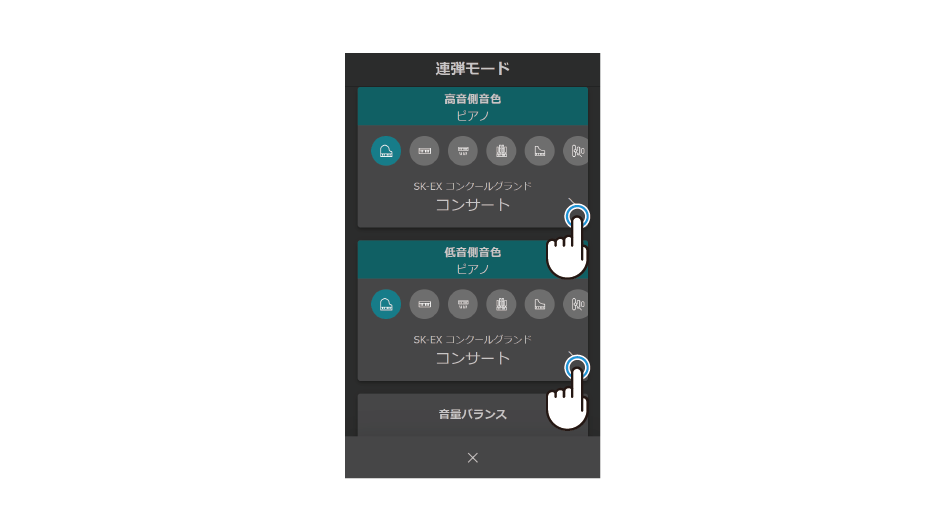 連弾モード
高音側音色
ピアノ
SK-EX コンクールグランド
コンサート
低音側音色
ピアノ
SK-EX コンクールグランド
コンサート
音量バランス